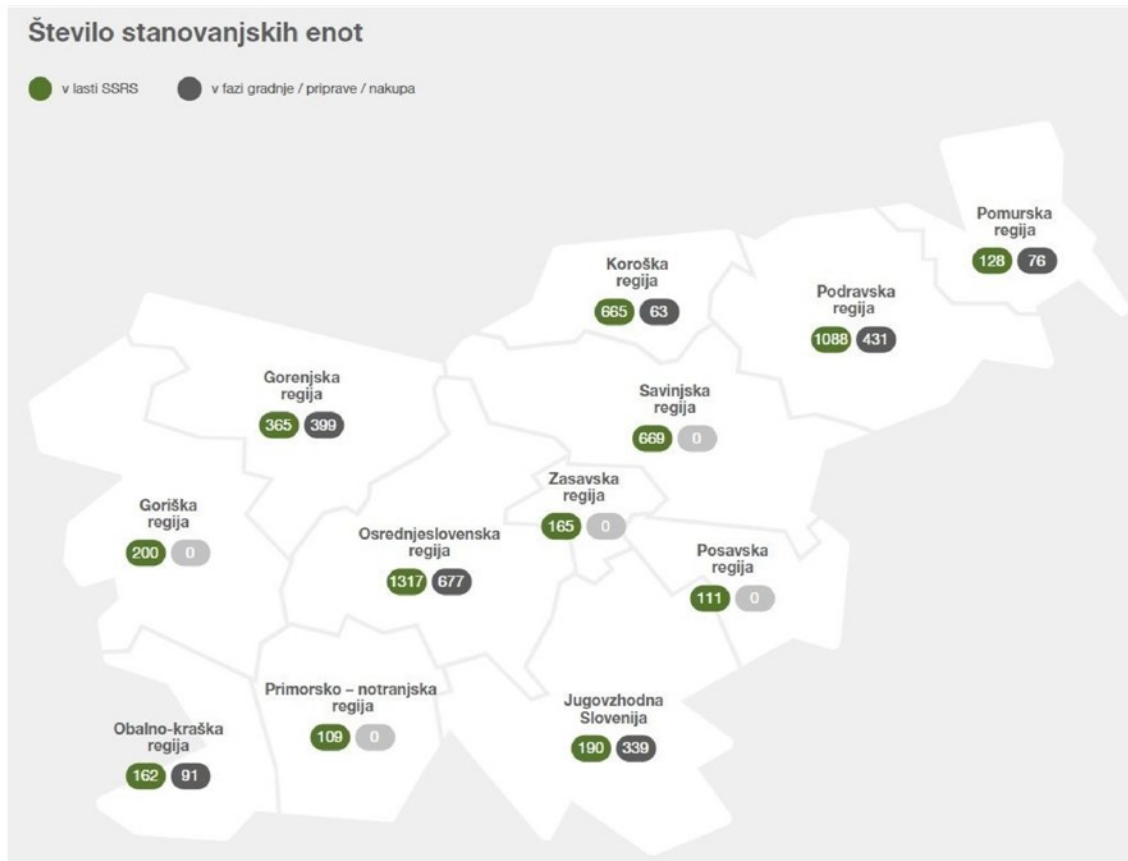 Število stanovanjskih enot
v lasti SSRS
v fazi gradnje / priprave / nakupa
Pomurska
regija
128 76
Koroška
regija
665 63
Podravska
regija
1088 431
Gorenjska
regija
365 399
Savinjska
regija
669 0
Zasavska
regija
165 0
Goriška
regija
200 0
Osrednjeslovenska
regija
1317 677
Posavska
regija
111 0
Primorsko – notranjska
regija
109 0
Jugovzhodna
Slovenija
190 339
Obalno-kraška
regija
162 91